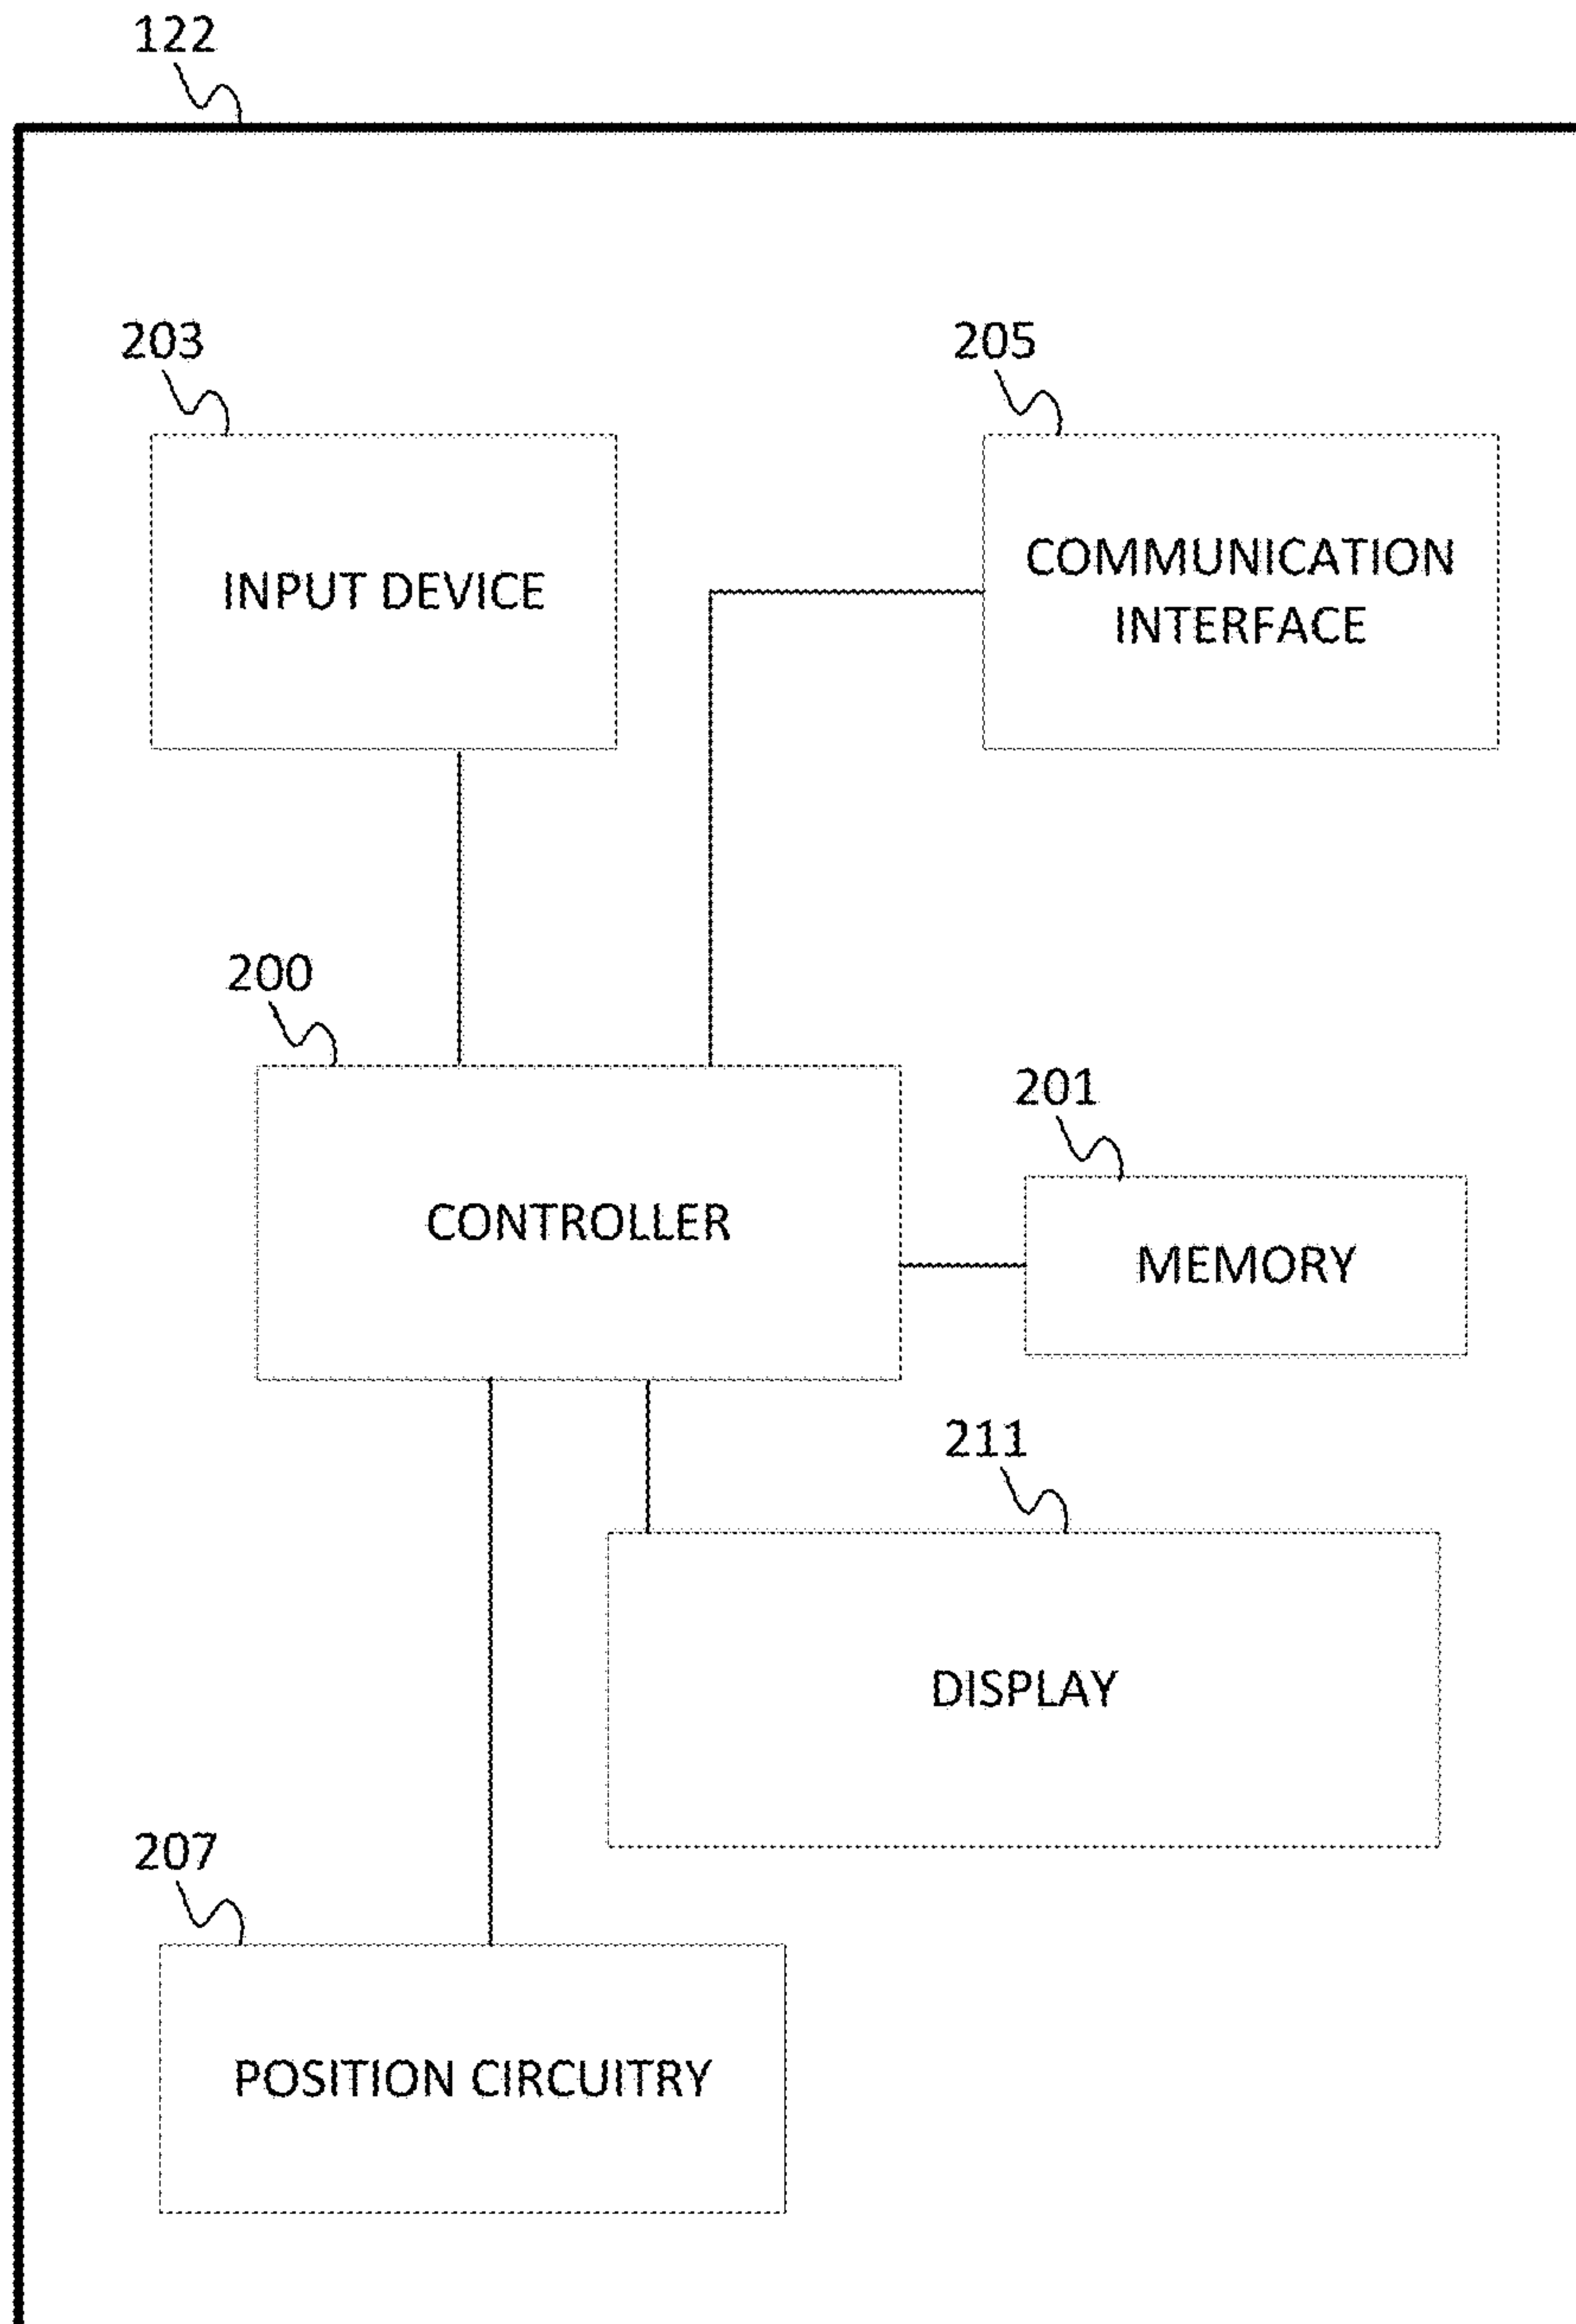 122
203
205
INPUT DEVICE
COMMUNICATION
INTERFACE
200
201
CONTROLLER
MEMORY
211
DISPLAY
207
POSITION CIRCUITRY